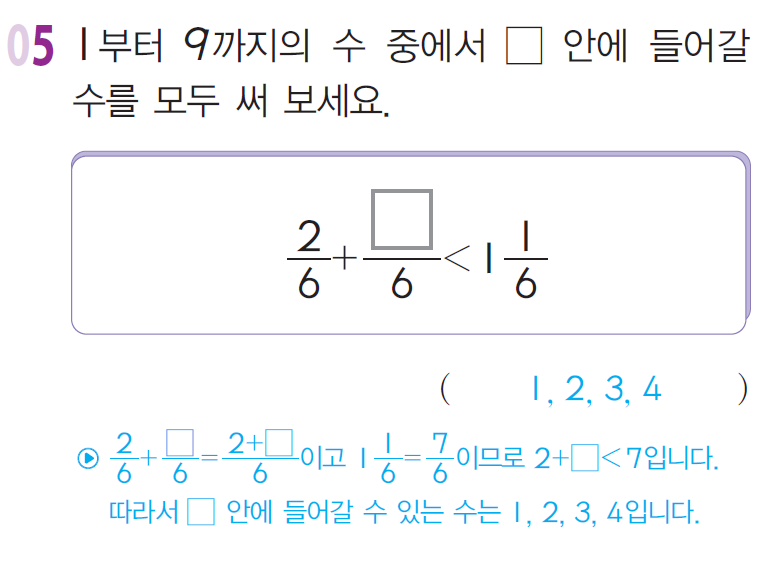 05 1부터 9까지의 수 중에서 □ 안에 들어갈
수를 모두 써 보세요.
2/6 + □/6 < 1 1/6
( 1, 2, 3, 4 )
2/6 + □/6 = 2+□/6 이고 1 1/6 = 7/6 이므로 2+□<7입니다.
따라서 □ 안에 들어갈 수 있는 수는 1, 2, 3, 4입니다.